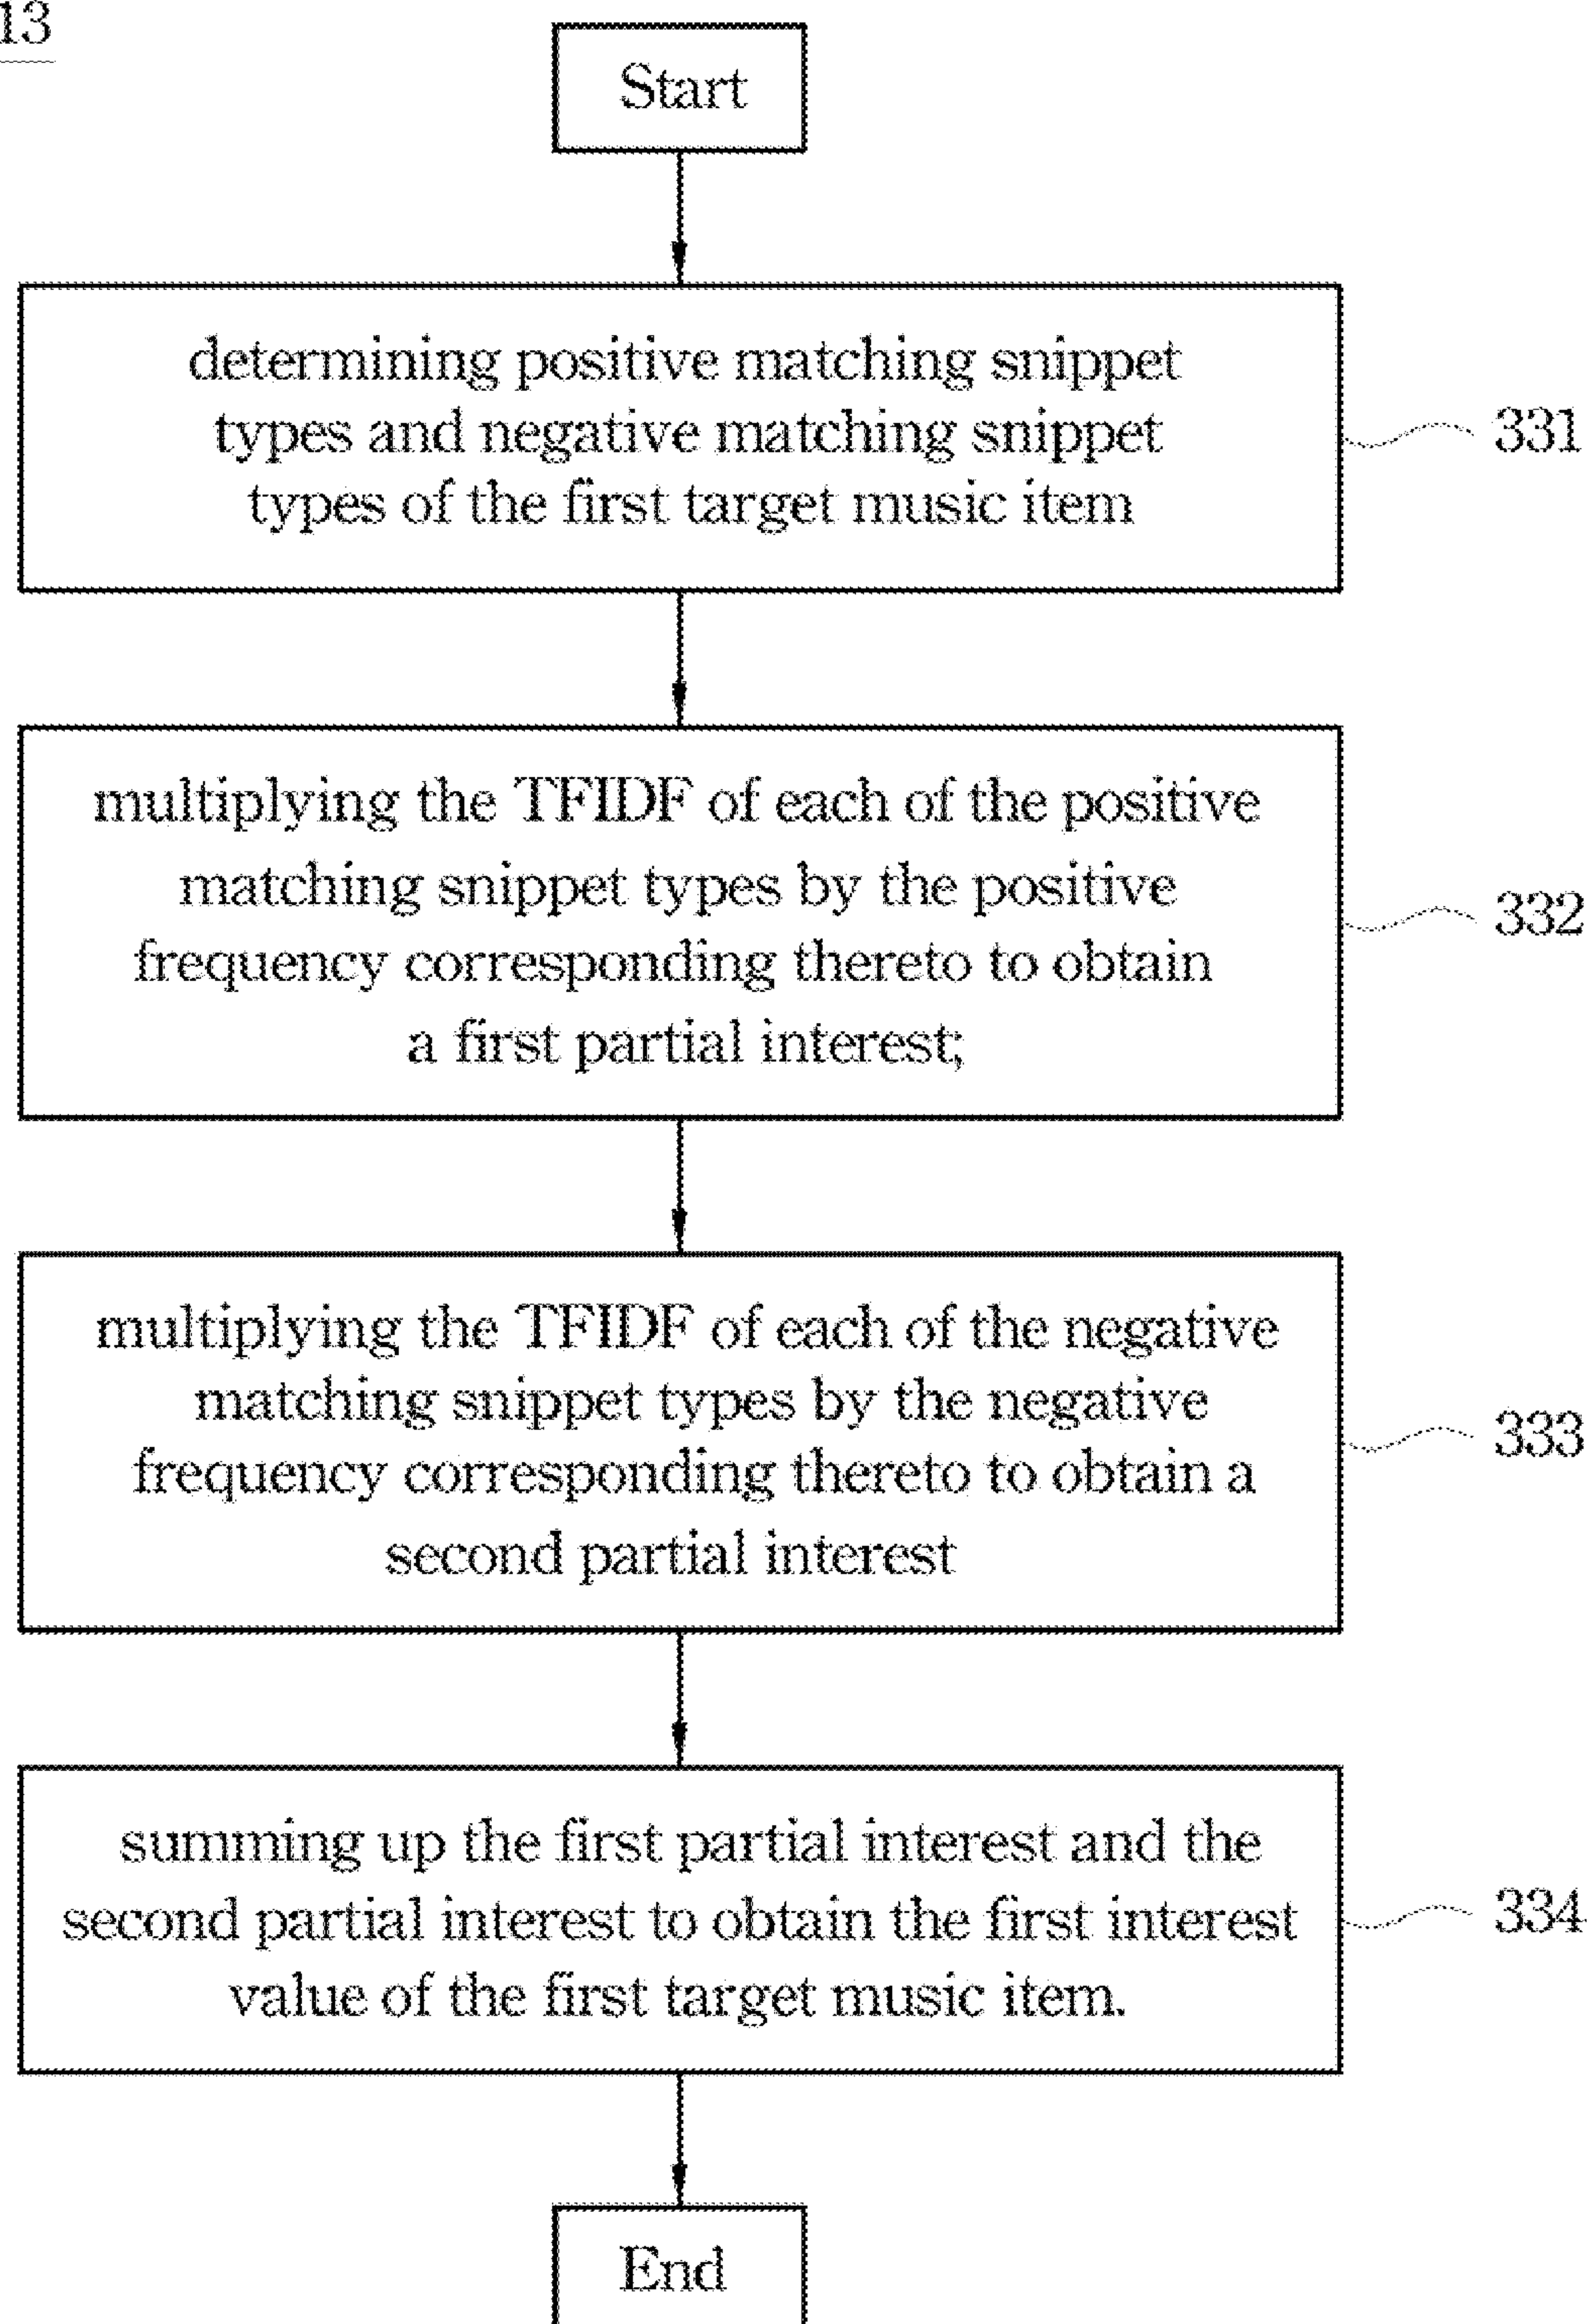 13
Start
determining positive matching snippet
types and negative matching snippet
types of the first target music item
331
multiplying the TFIDF of each of the positive
matching snippet types by the positive
frequency corresponding thereto to obtain
a first partial interest;
332
multiplying the TFIDF of each of the negative
matching snippet types by the negative
frequency corresponding thereto to obtain a
second partial interest
333
summing up the first partial interest and the
second partial interest to obtain the first interest
value of the first target music item.
334
End